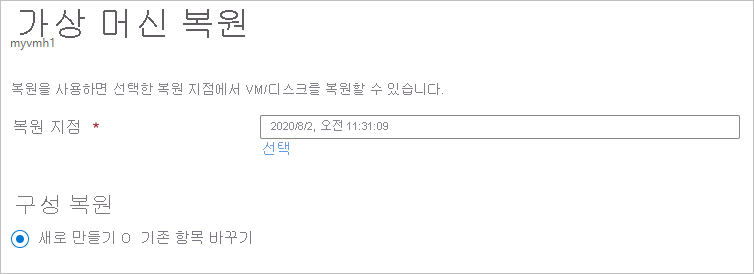 가상 머신 복원
myvmh1
복원을 사용하면 선택한 복원 지점에서 VM/디스크를 복원할 수 있습니다.
복원 지점 *
2020/8/2, 오전 11:31:09
선택
구성 복원
새로 만들기 O 기존 항목 바꾸기